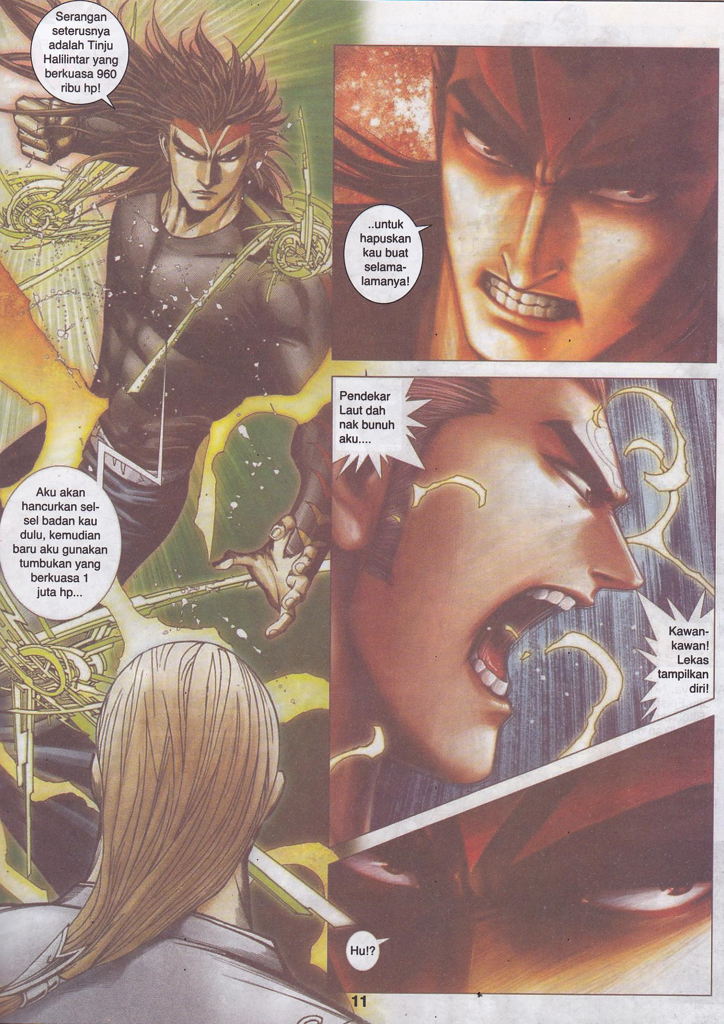 Serangan
seterusnya
adalah Tinju
Halilintar yang
berkuasa 960
ribu hp!
Aku akan
hancurkan sel-
sel badan kau
dulu, kemudian
baru aku gunakan
tumbukan yang
berkuasa 1
juta hp...
..untuk
hapuskan
kau buat
selama-
lamanya!
Pendekar
Laut dah
nak bunuh
aku....
Kawan-
kawan!
Lekas
tampilkan
diri!
Hu!?
11